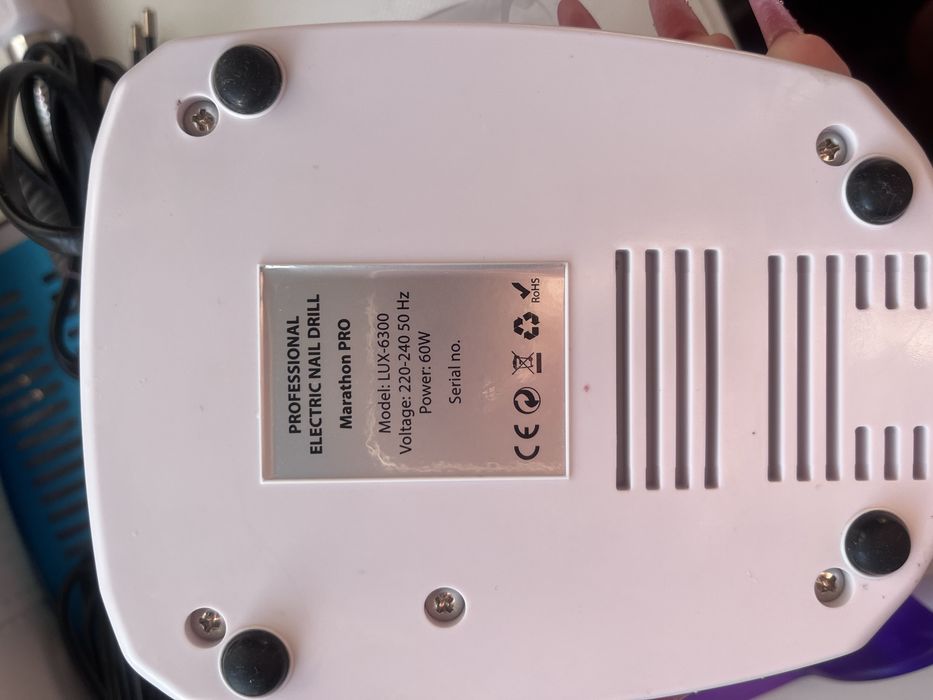 PROFESSIONAL
ELECTRIC NAIL DRILL
Marathon PRO
Model: LUX-6300
Voltage: 220-240 50 Hz
Power: 60W
Serial no.
CE
RoHS